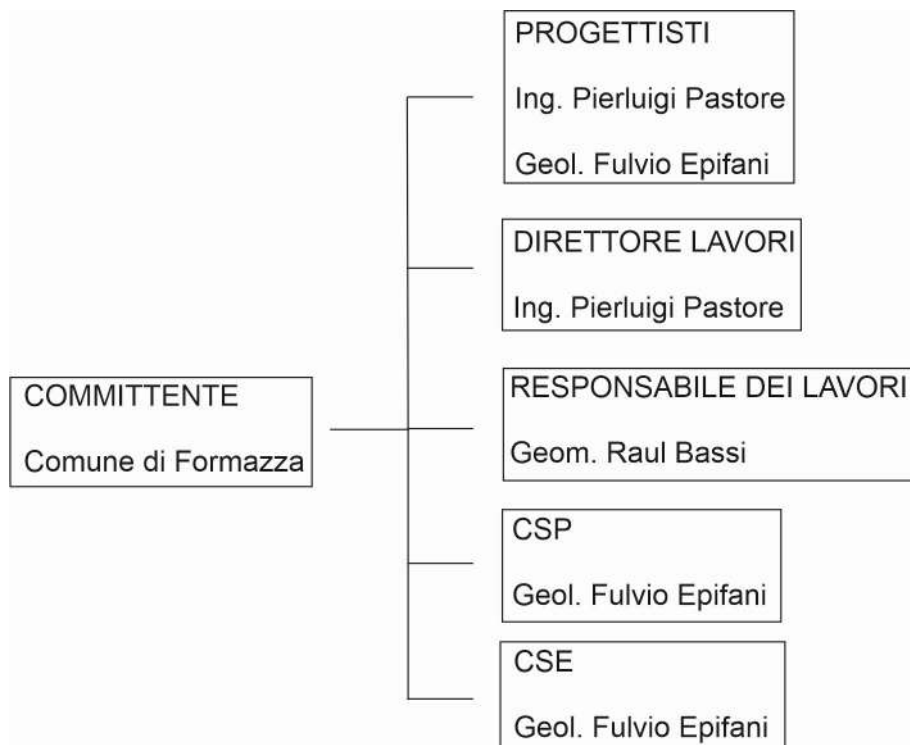 PROGETTISTI
Ing. Pierluigi Pastore
Geol. Fulvio Epifani
DIRETTORE LAVORI
Ing. Pierluigi Pastore
COMMITTENTE
Comune di Formazza
RESPONSABILE DEI LAVORI
Geom. Raul Bassi
CSP
Geol. Fulvio Epifani
CSE
Geol. Fulvio Epifani